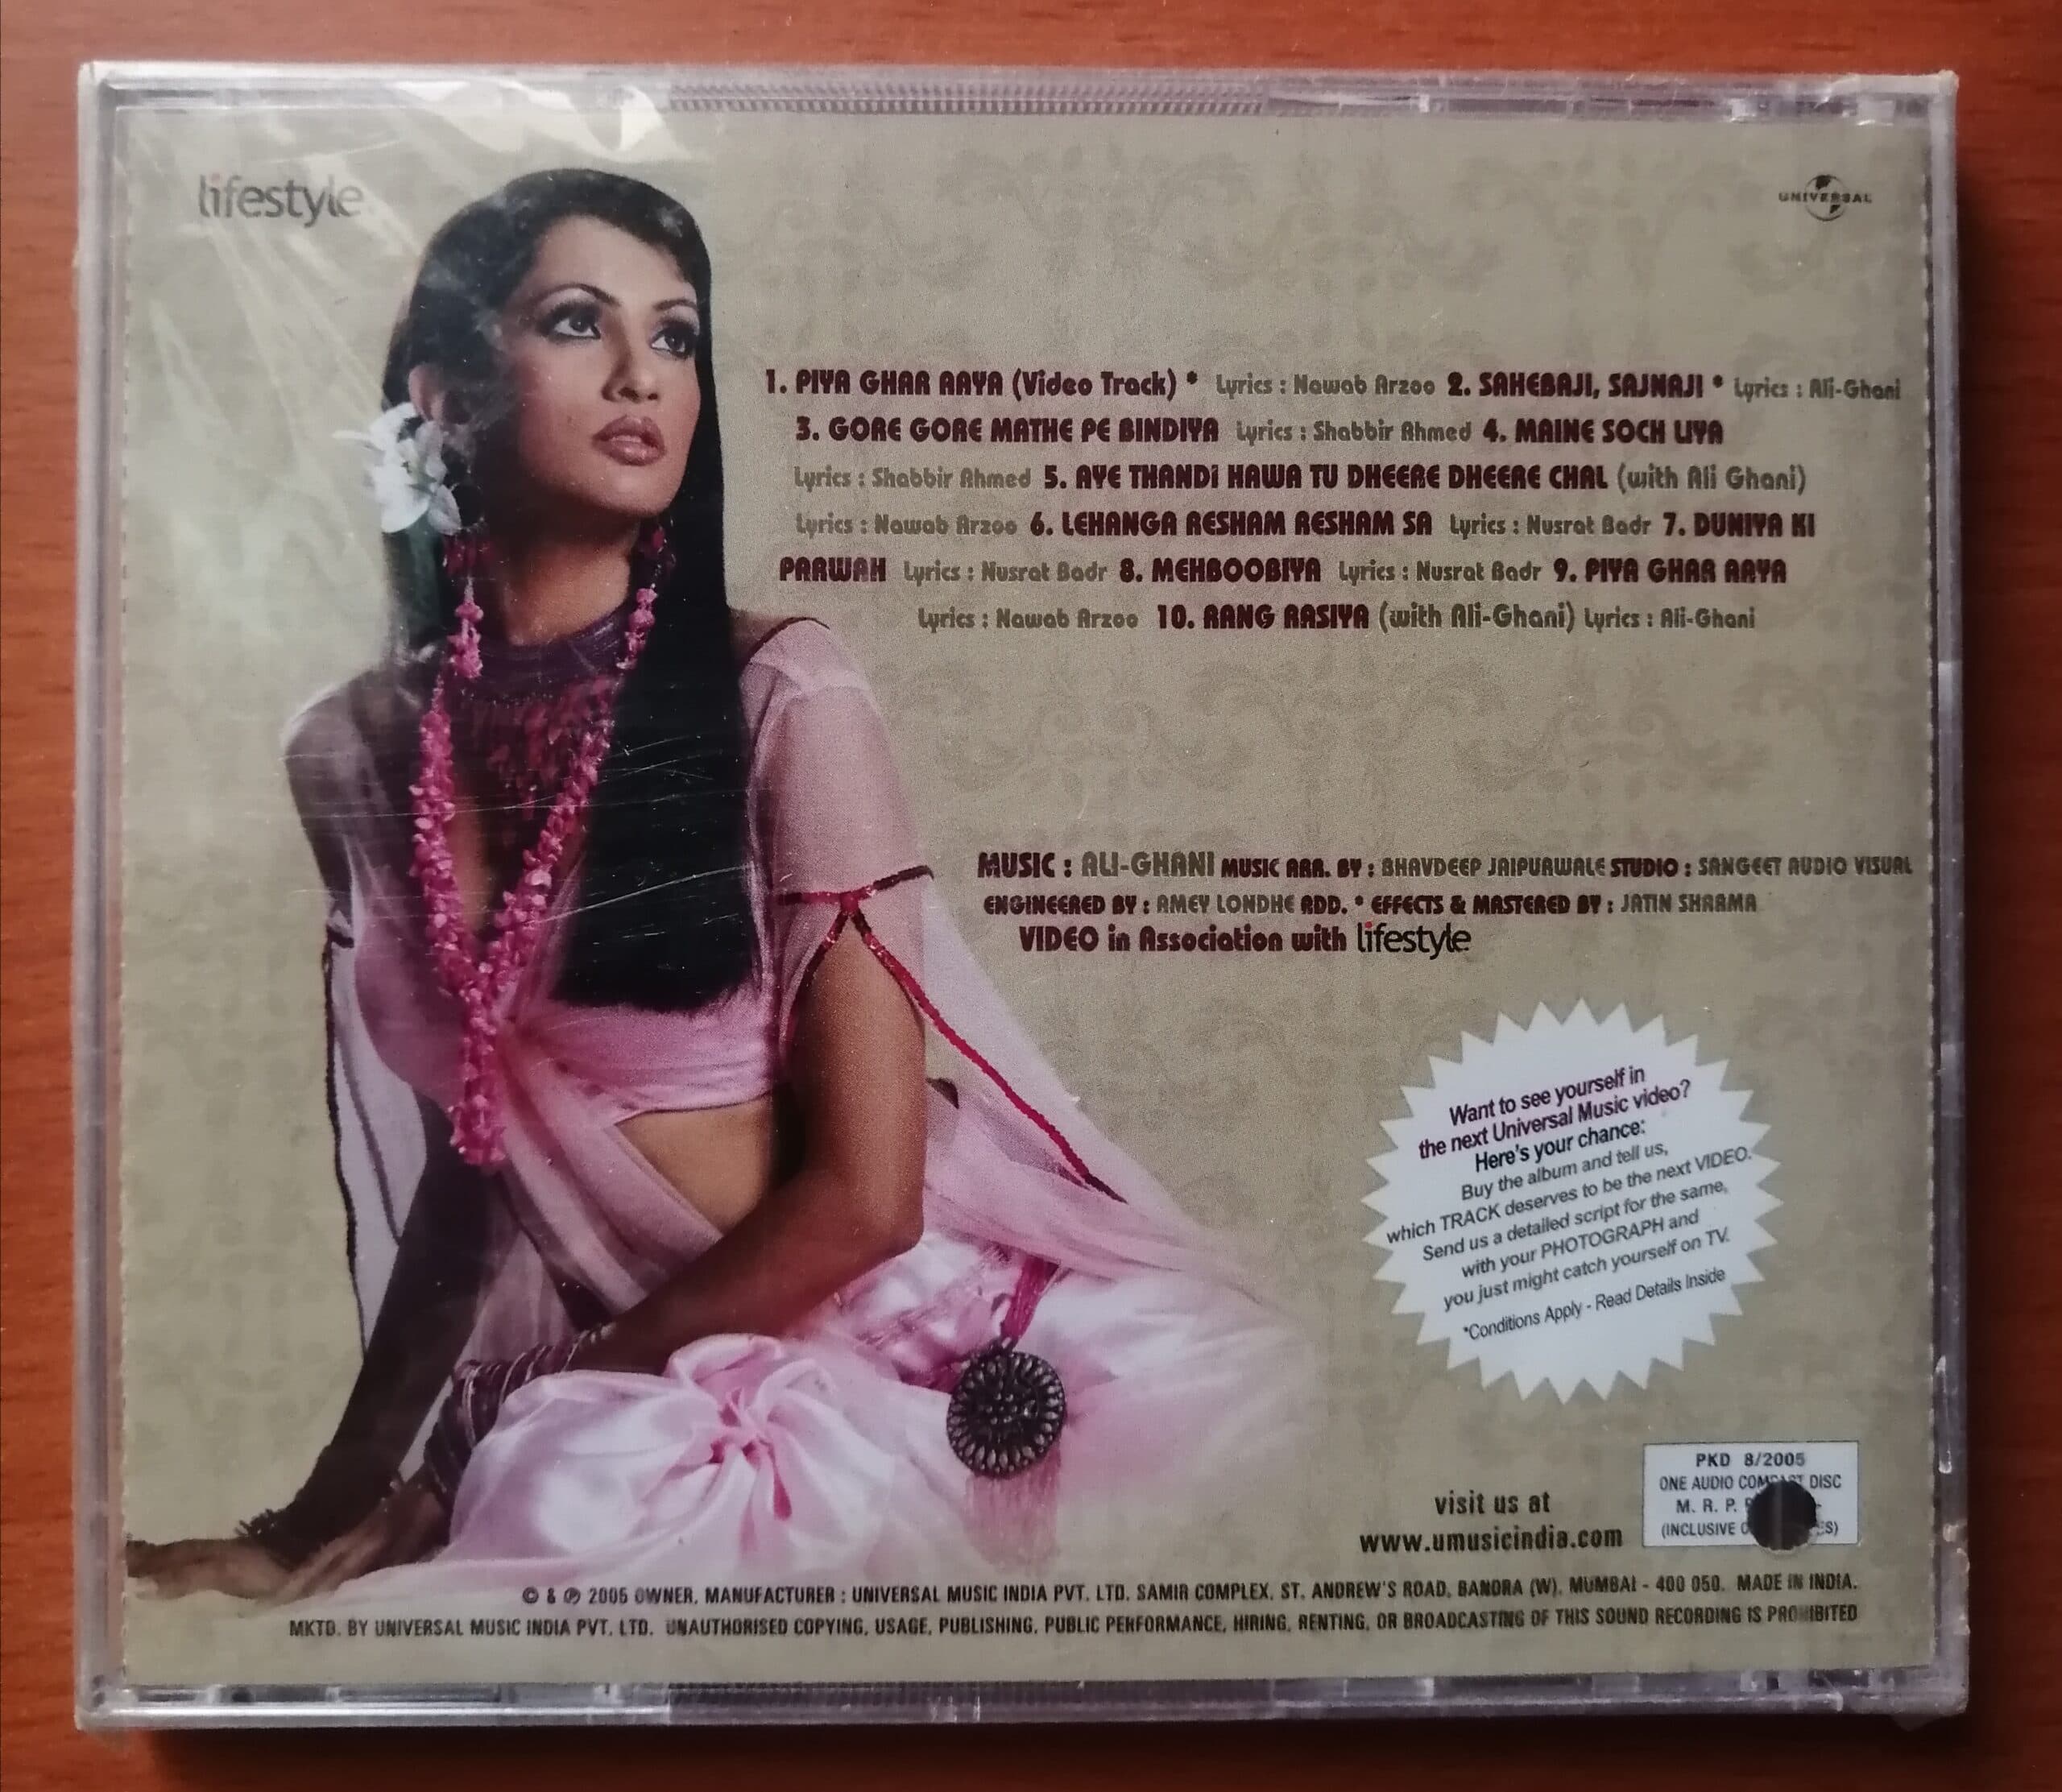 lifestyle
UNIVERSAL
1. PIYA GHAR AAYA (Video Track) * Lyrics : Nawab Arzoo 2. SAHEBAJI, SAJNAJI * Lyrics : Ali-Ghani
3. GORE GORE MATHE PE BINDIYA Lyrics : Shabbir Ahmed 4. MAINE SOCH LIYA
Lyrics : Shabbir Ahmed 5. AYE THANDI HAWA TU DHEERE DHEERE CHAL (with Ali Ghani)
Lyrics : Nawab Arzoo 6. LEHANGA RESHAM RESHAM SA Lyrics : Nusrat Badr 7. DUNIYA KI
PARWAH Lyrics : Nusrat Badr 8. MEHBOOBIYA Lyrics : Nusrat Badr 9. PIYA GHAR AAYA
Lyrics : Nawab Arzoo 10. RANG RASIYA (with Ali-Ghani) Lyrics : Ali-Ghani
MUSIC : ALI-GHANI MUSIC ARR. BY : BHAVDEEP JAIPURWALE STUDIO : SANGEET AUDIO VISUAL
ENGINEERED BY : AMEY LONDHE ADD. * EFFECTS & MASTERED BY : JATIN SHARMA
VIDEO in Association with lifestyle
Want to see yourself in
the next Universal Music video?
Here's your chance:
Buy the album and tell us,
which TRACK deserves to be the next VIDEO.
Send us a detailed script for the same,
with your PHOTOGRAPH and
you just might catch yourself on TV.
*Conditions Apply - Read Details Inside
PKD 8/2005
ONE AUDIO COMPACT DISC
M. R. P.
(INCLUSIVE
visit us at
www.umusicindia.com
© & ℗ 2005 OWNER, MANUFACTURER : UNIVERSAL MUSIC INDIA PVT. LTD. SAMIR COMPLEX, ST. ANDREW'S ROAD, BANDRA (W), MUMBAI - 400 050. MADE IN INDIA.
MKTD. BY UNIVERSAL MUSIC INDIA PVT. LTD. UNAUTHORISED COPYING, USAGE, PUBLISHING, PUBLIC PERFORMANCE, HIRING, RENTING, OR BROADCASTING OF THIS SOUND RECORDING IS PROHIBITED